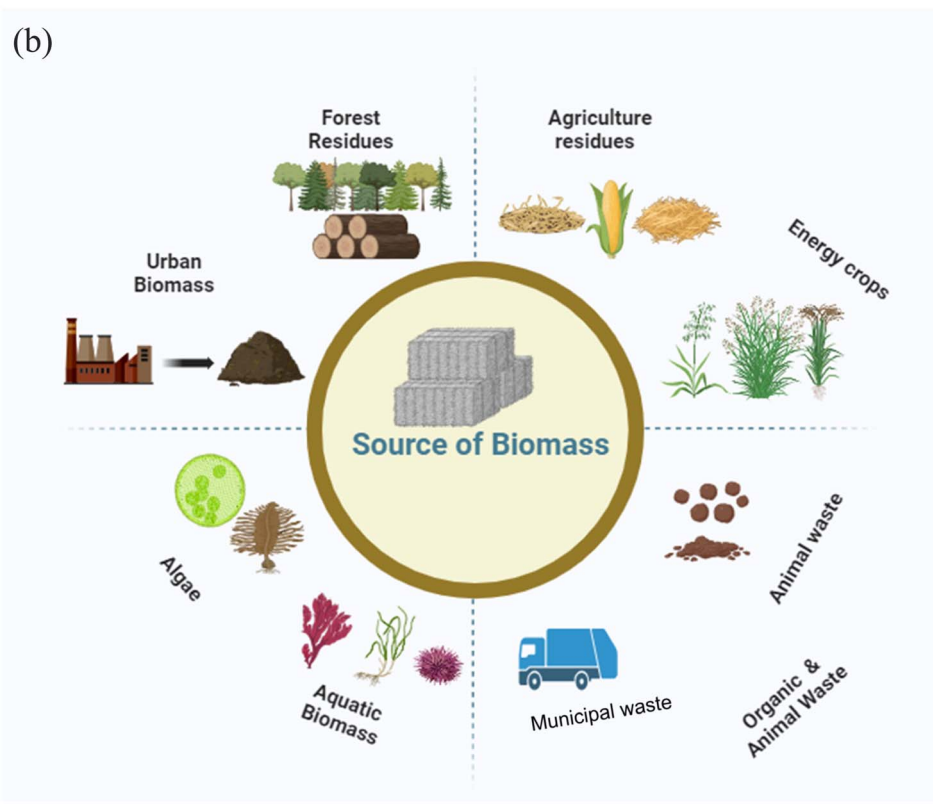 (b)
Forest
Residues
Agriculture
residues
Energy crops
Urban
Biomass
Source of Biomass
Algae
Aquatic
Biomass
Animal waste
Municipal waste
Organic &
Animal Waste